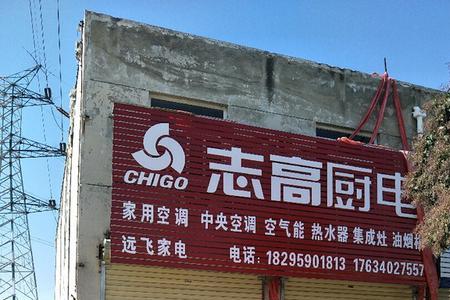 CHIGO
志高厨电
家用空调 中央空调 空气能 热水器 集成灶 油烟机
远飞家电 电话：18295901813 17634027557